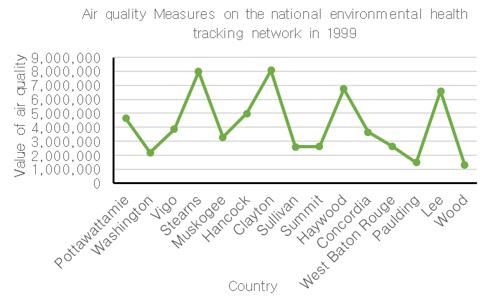 Air quality Measures on the national environmental health
tracking network in 1999
Value of air quality
9,000,000
8,000,000
7,000,000
6,000,000
5,000,000
4,000,000
3,000,000
2,000,000
1,000,000
0
Pottawattamie
Washington
Vigo
Stearns
Muskogee
Hancock
Clayton
Sullivan
Summit
Haywood
Concordia
West Baton Rouge
Paulding
Lee
Wood
Country